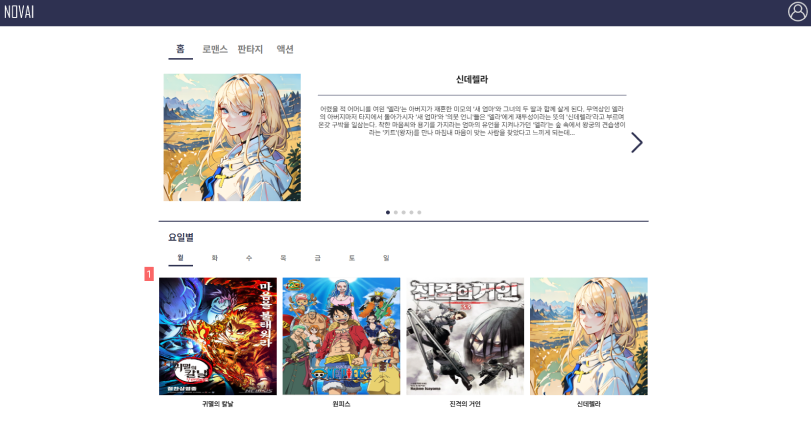 NOVAI
홈 로맨스 판타지 액션
신데렐라
어렸을 적 어머니를 여읜 '엘라'는 아버지가 재혼한 미모의 '새 엄마'와 그녀의 두 딸과 함께 살게 된다. 무역상인 엘라
의 아버지마저 타지에서 돌아가시자 '새 엄마'와 '의붓 언니'들은 '엘라'에게 재투성이라는 뜻의 '신데렐라'라고 부르며
온갖 구박을 일삼는다. 착한 마음씨와 용기를 가지라는 엄마의 유언을 지켜나가던 '엘라'는 숲 속에서 왕궁의 견습생이
라는 '키트'(왕자)를 만나 마침내 마음이 맞는 사람을 찾았다고 느끼게 되는데...
요일별
월 화 수 목 금 토 일
1
마음을 불태워라
귀멸의 칼날
무한열차편
ONE PIECE
진격의 거인
귀멸의 칼날 원피스 진격의 거인 신데렐라